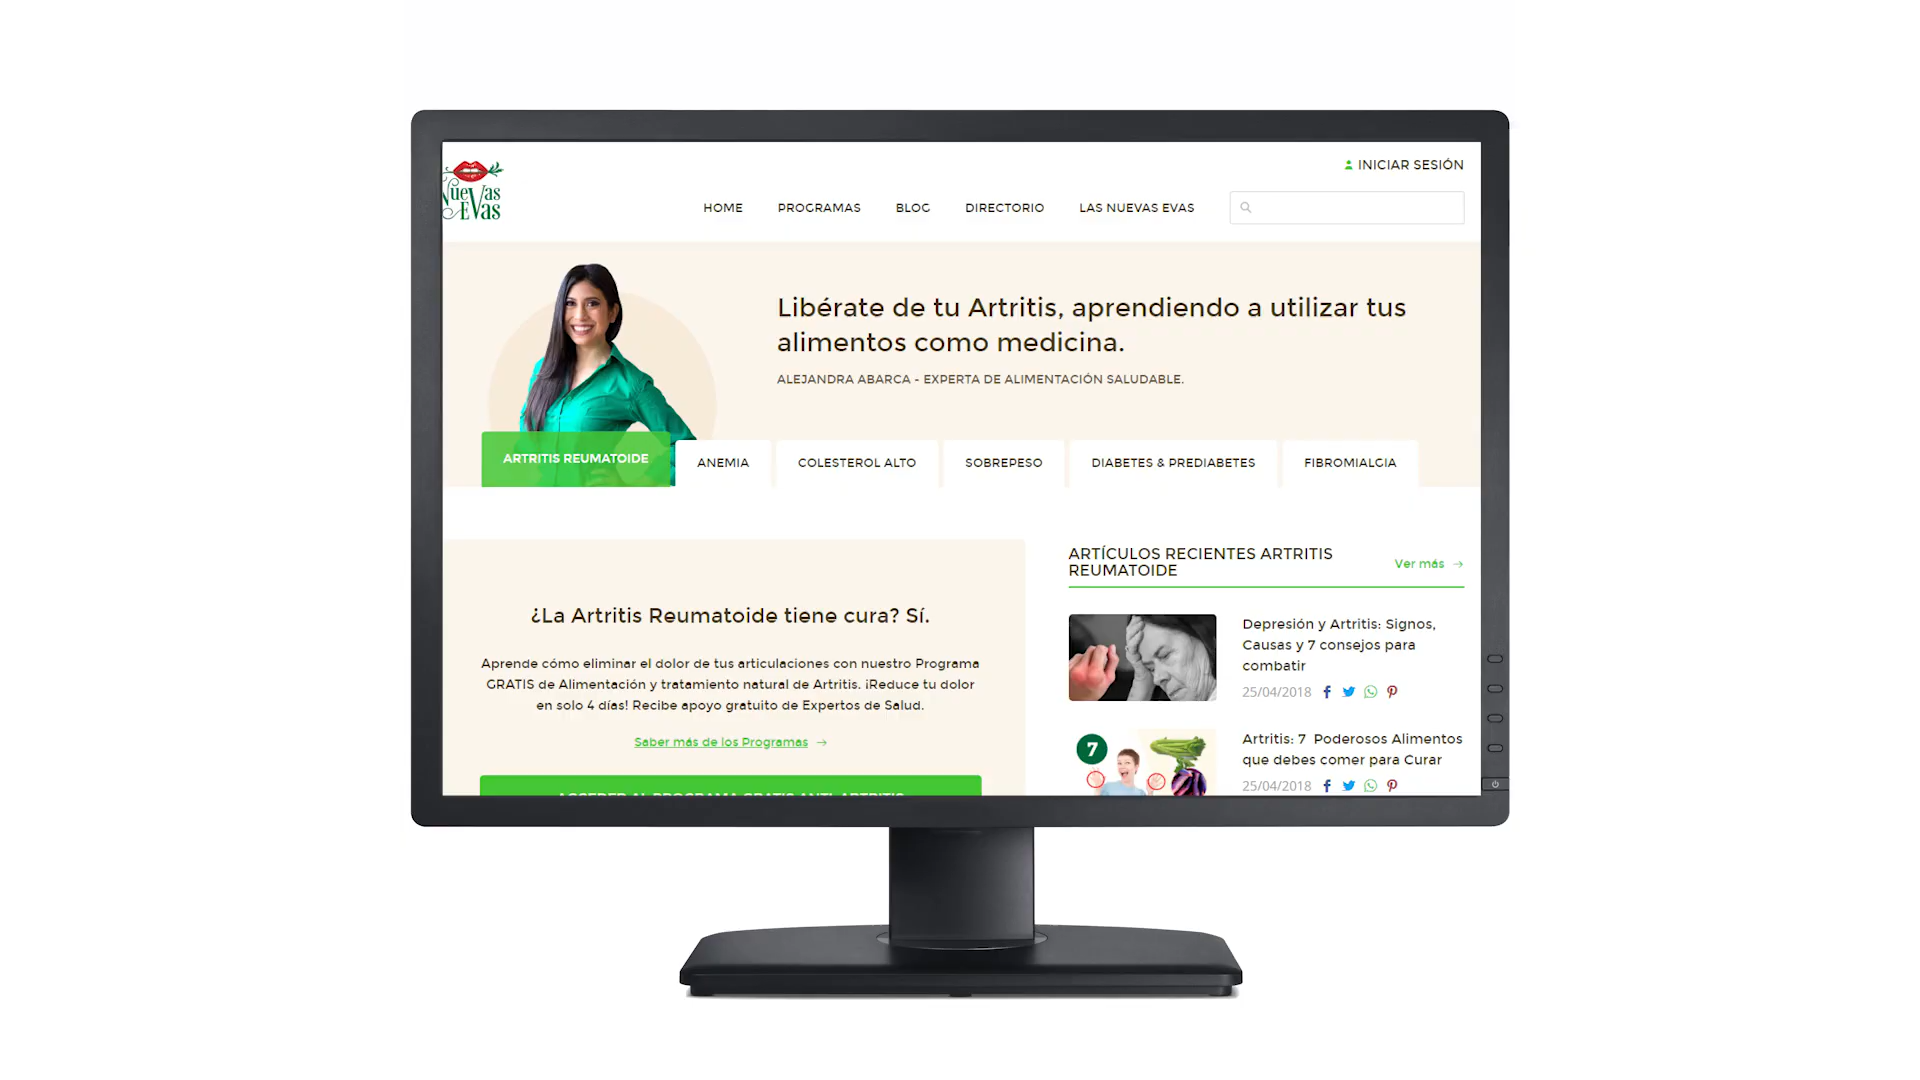 Nuevas
Evas
INICIAR SESIÓN
HOME PROGRAMAS BLOG DIRECTORIO LAS NUEVAS EVAS
Libérate de tu Artritis, aprendiendo a utilizar tus
alimentos como medicina.
ALEJANDRA ABARCA - EXPERTA DE ALIMENTACIÓN SALUDABLE.
ARTRITIS REUMATOIDE ANEMIA COLESTEROL ALTO SOBREPESO DIABETES & PREDIABETES FIBROMIALGIA
¿La Artritis Reumatoide tiene cura? Sí.
Aprende cómo eliminar el dolor de tus articulaciones con nuestro Programa
GRATIS de Alimentación y tratamiento natural de Artritis. ¡Reduce tu dolor
en solo 4 días! Recibe apoyo gratuito de Expertos de Salud.
Saber más de los Programas →
ACCEDER AL PROGRAMA GRATIS ANTI-ARTRITIS
ARTÍCULOS RECIENTES ARTRITIS
REUMATOIDE
Ver más →
Depresión y Artritis: Signos,
Causas y 7 consejos para
combatir
25/04/2018
7
Artritis: 7 Poderosos Alimentos
que debes comer para Curar
25/04/2018